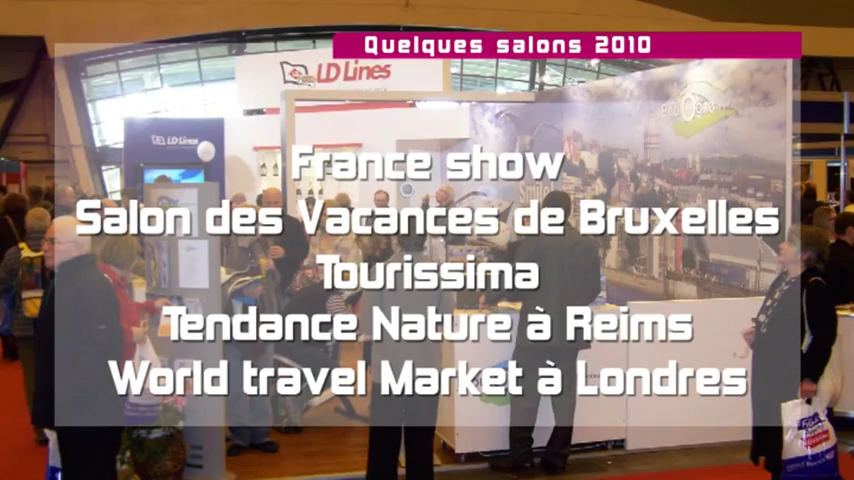 Quelques salons 2010
LD Lines
LD Lines
France show
Salon des Vacances de Bruxelles
Tourissima
Tendance Nature à Reims
World travel Market à Londres